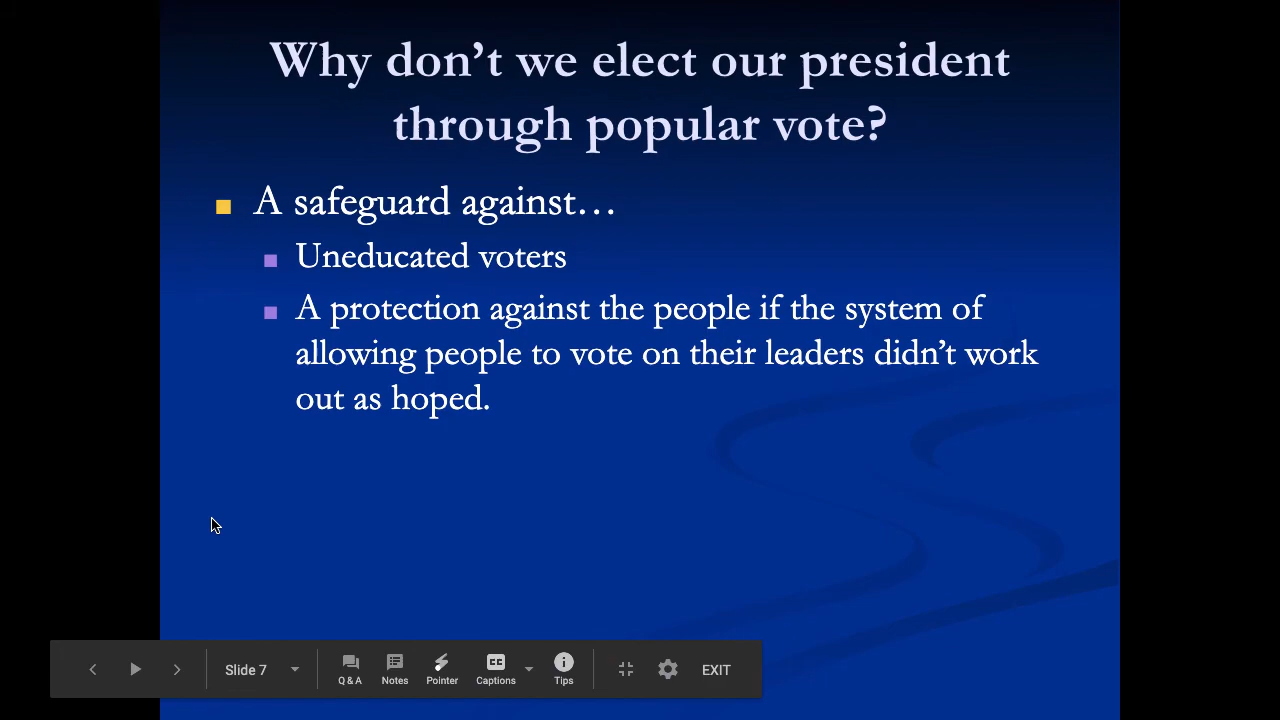 Why don't we elect our president
through popular vote?
A safeguard against…
Uneducated voters
A protection against the people if the system of
allowing people to vote on their leaders didn't work
out as hoped.
Slide 7
Q & A
Notes
Pointer
CC
Captions
Tips
EXIT